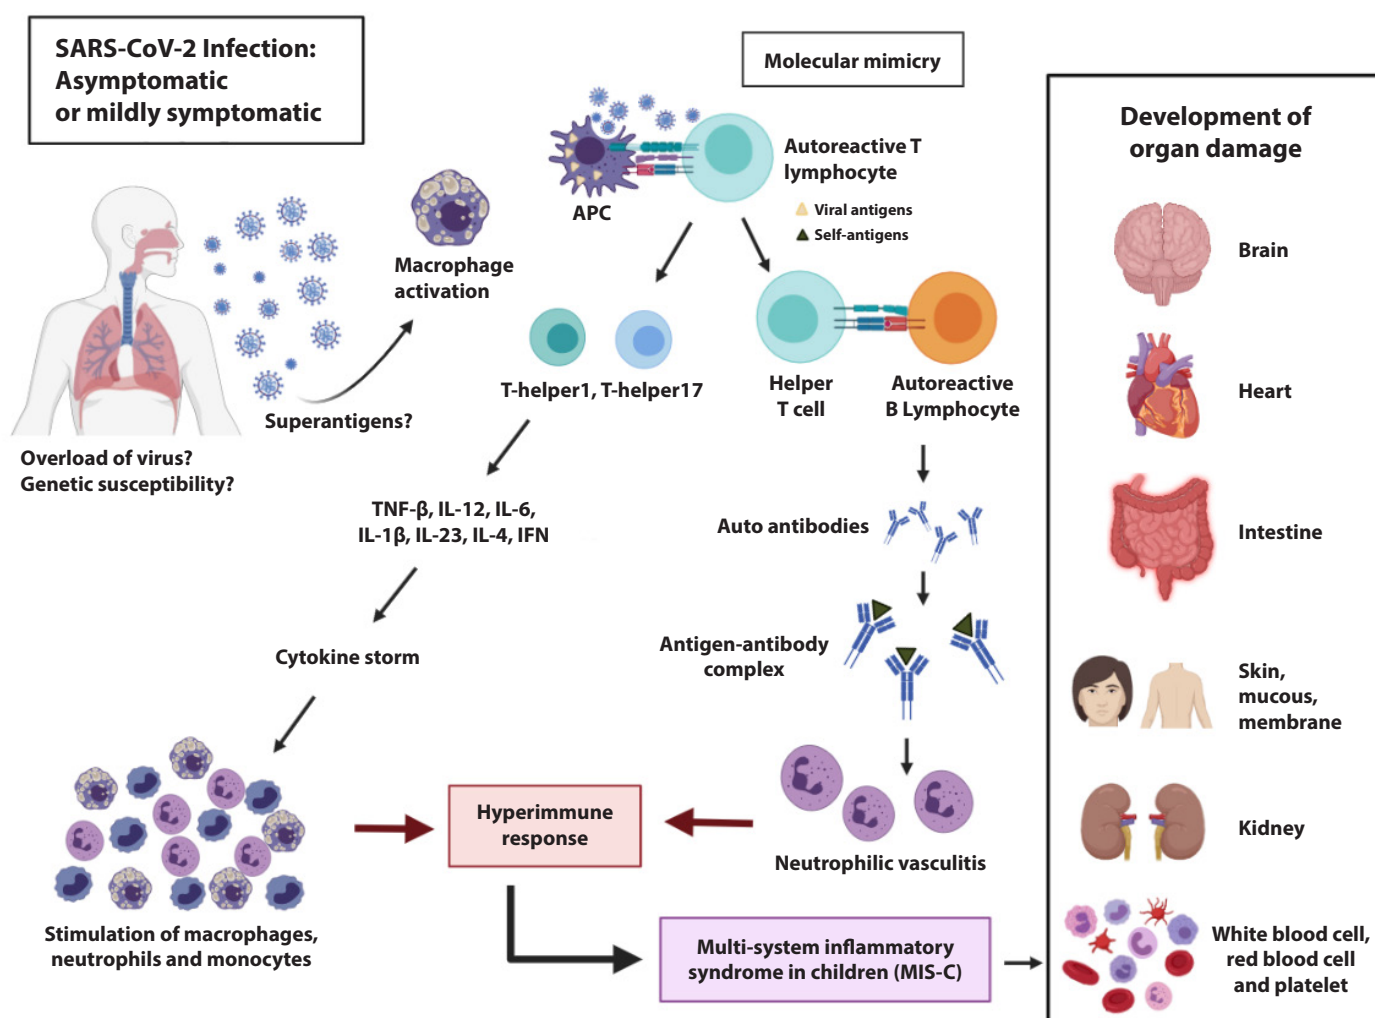 SARS-CoV-2 Infection:
Asymptomatic
or mildly symptomatic
Molecular mimicry
Autoreactive T
lymphocyte
APC
Viral antigens
Self-antigens
Macrophage
activation
Superantigens?
Overload of virus?
Genetic susceptibility?
T-helper1, T-helper17
Helper
T cell
Autoreactive
B Lymphocyte
TNF-β, IL-12, IL-6,
IL-1β, IL-23, IL-4, IFN
Auto antibodies
Cytokine storm
Antigen-antibody
complex
Stimulation of macrophages,
neutrophils and monocytes
Hyperimmune
response
Neutrophilic vasculitis
Multi-system inflammatory
syndrome in children (MIS-C)
Development of
organ damage
Brain
Heart
Intestine
Skin,
mucous,
membrane
Kidney
White blood cell,
red blood cell
and platelet